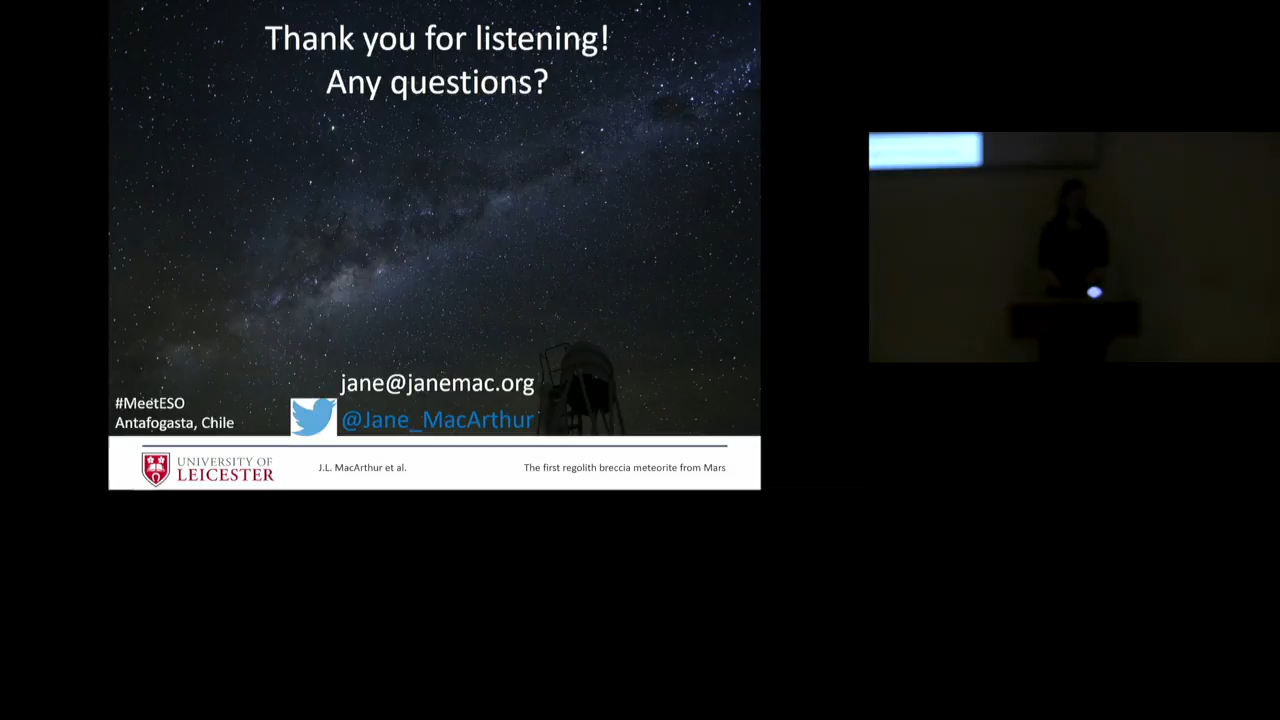 Thank you for listening!
Any questions?
jane@janemac.org
@Jane_MacArthur
#MeetESO
Antafogasta, Chile
UNIVERSITY OF
LEICESTER
J.L. MacArthur et al.
The first regolith breccia meteorite from Mars